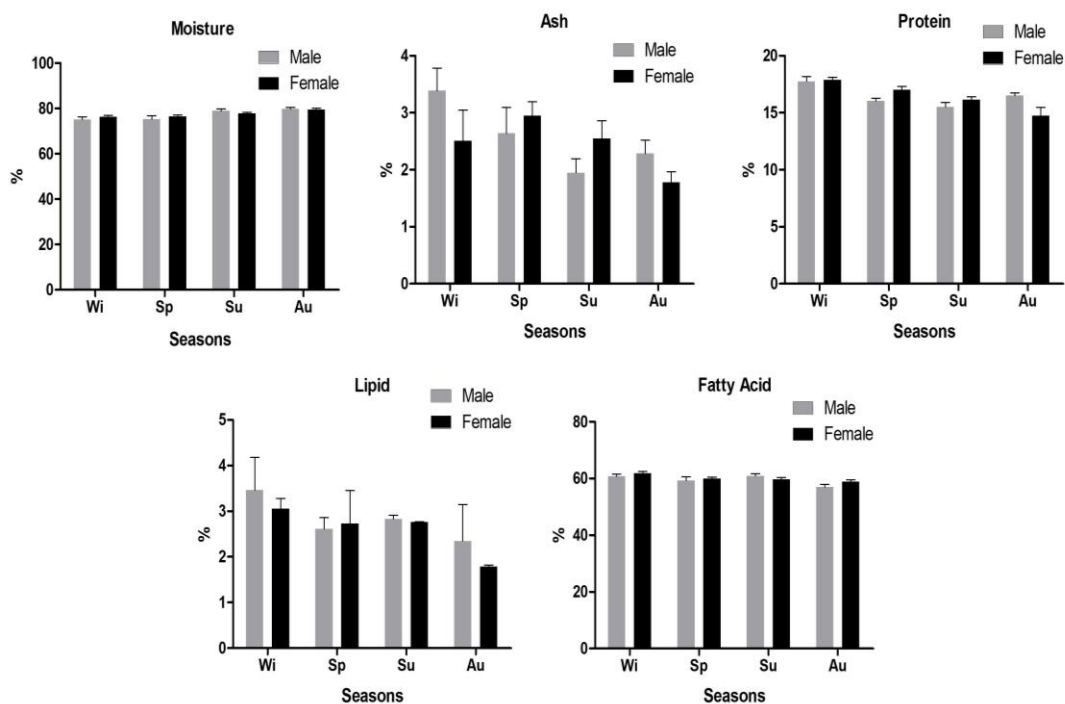 Moisture
Male
Female
100
80
60
40
20
0
%
Wi Sp Su Au
Seasons
Ash
Male
Female
4
3
2
1
0
%
Wi Sp Su Au
Seasons
Protein
Male
Female
20
15
10
5
0
%
Wi Sp Su Au
Seasons
Lipid
Male
Female
5
4
3
2
1
0
%
Wi Sp Su Au
Seasons
Fatty Acid
Male
Female
80
60
40
20
0
%
Wi Sp Su Au
Seasons